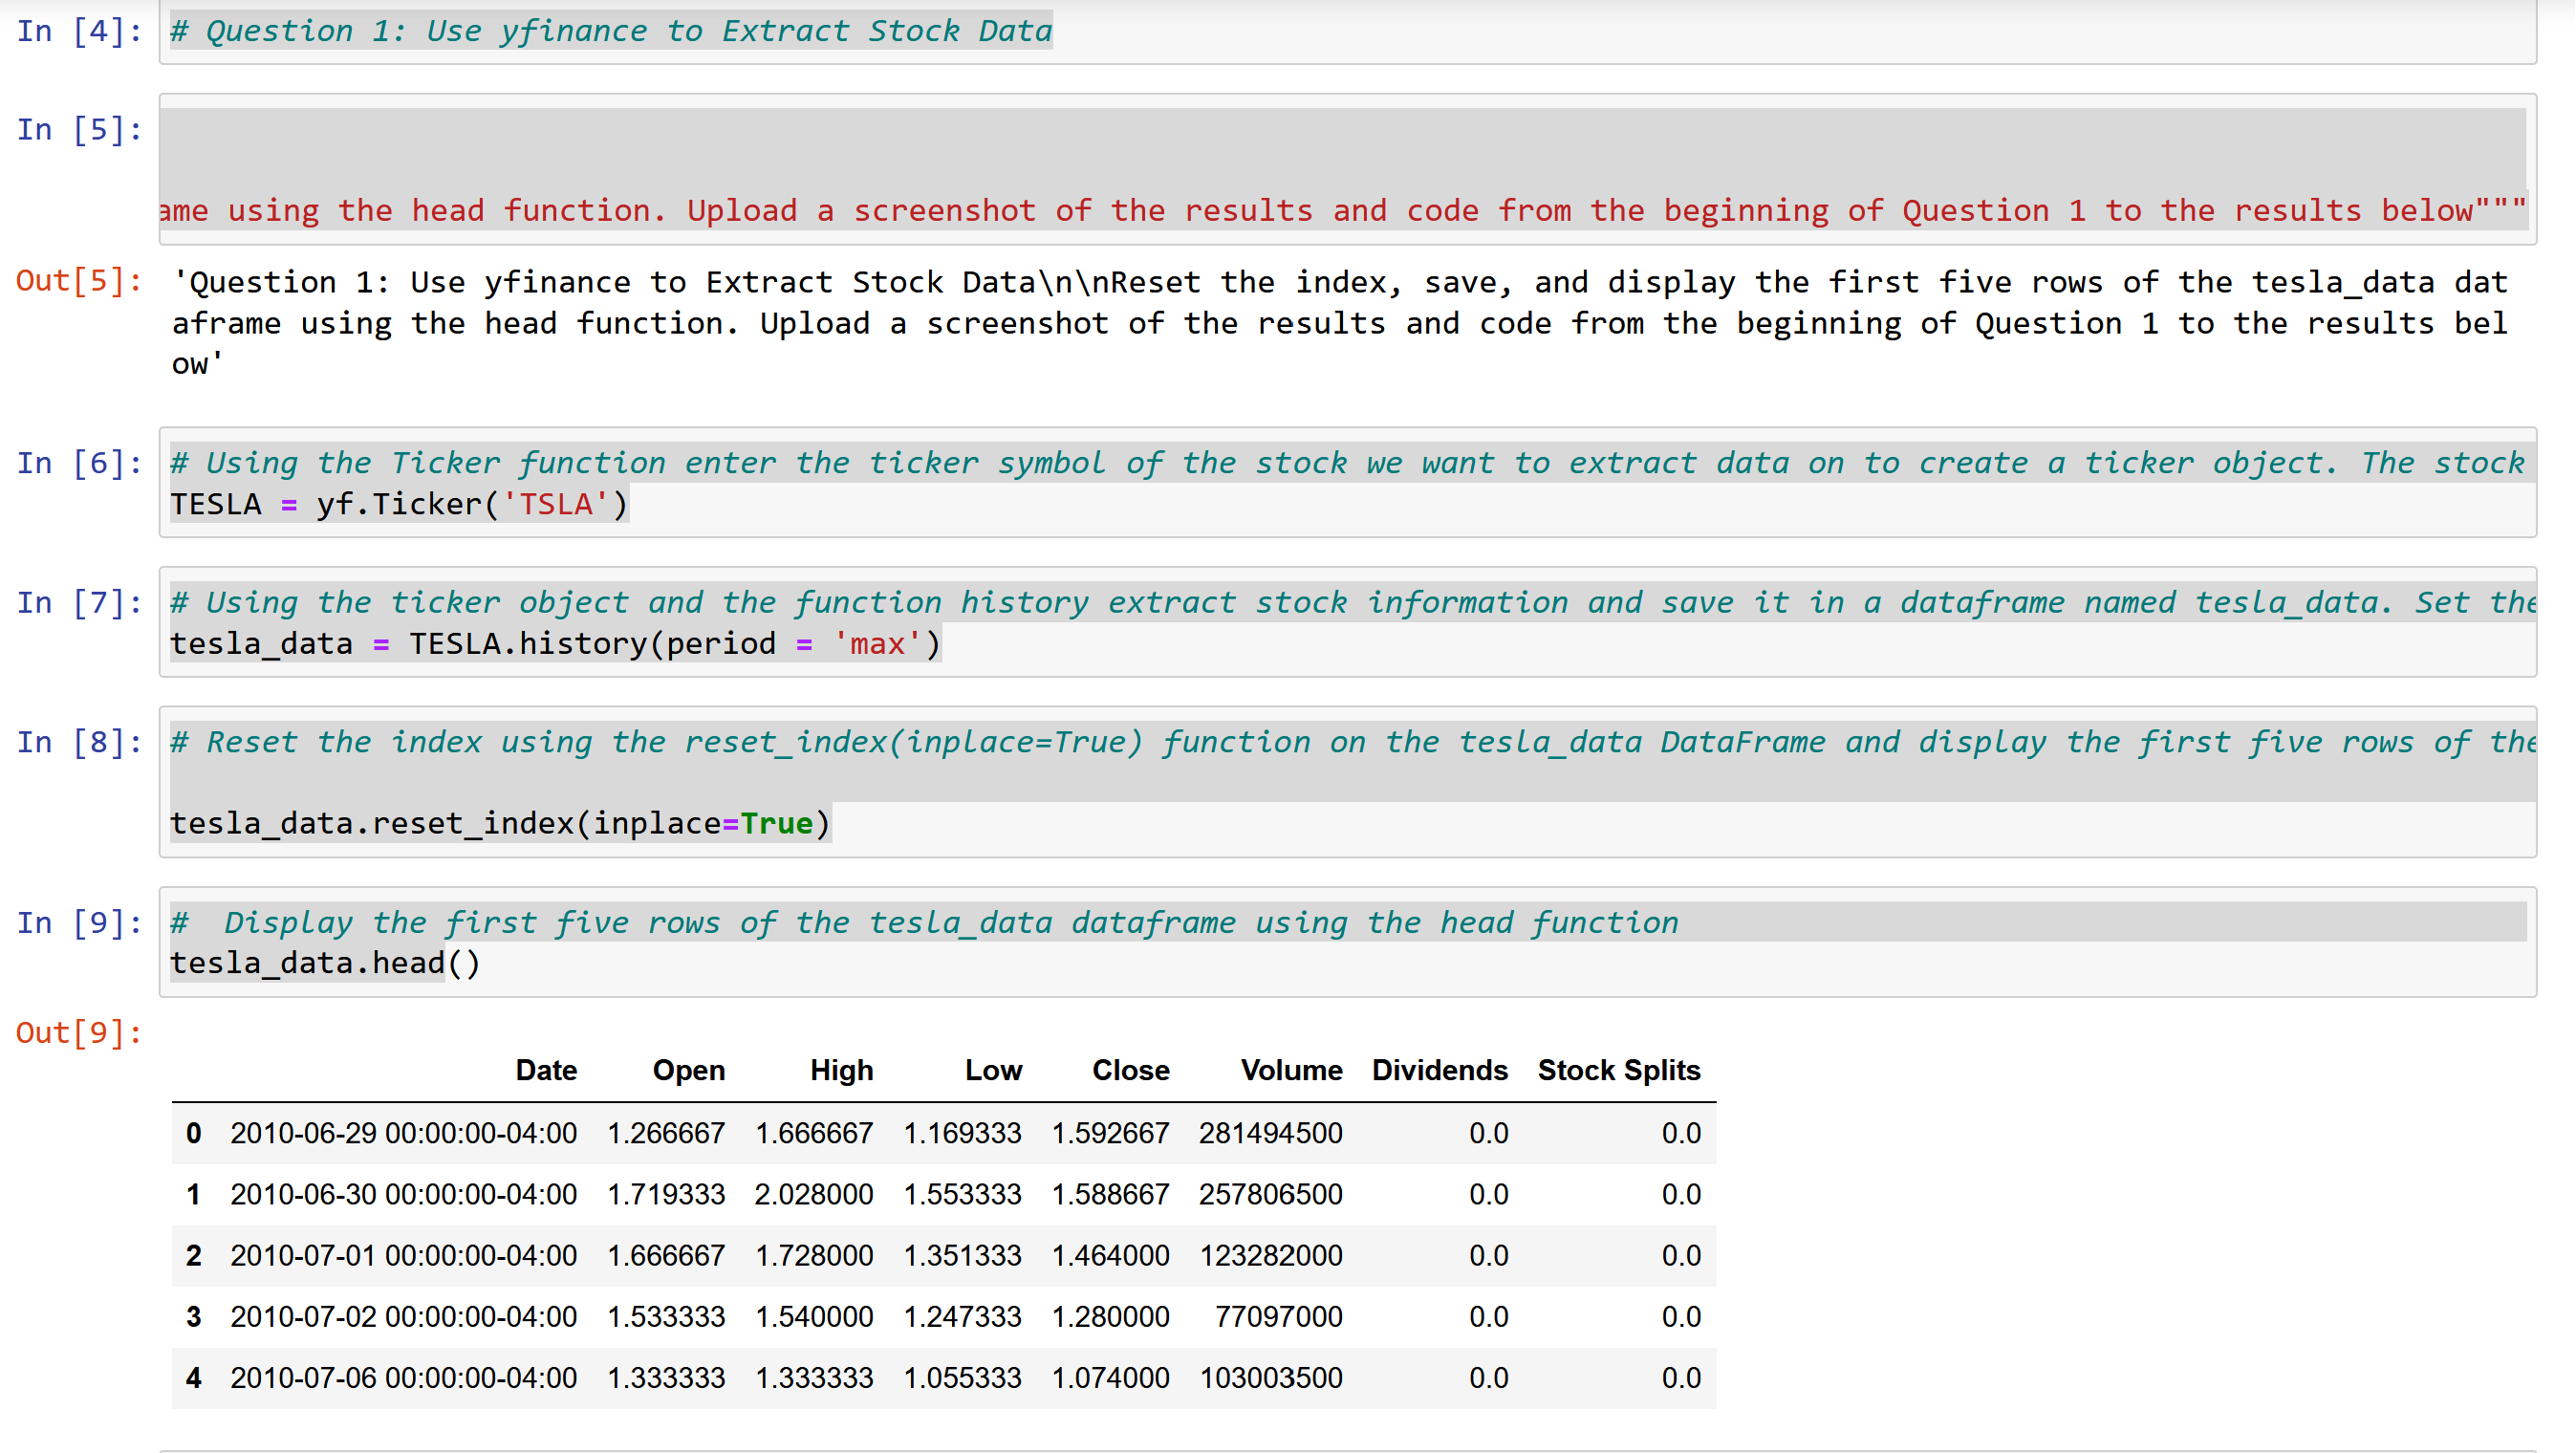 In [4]: # Question 1: Use yfinance to Extract Stock Data
In [5]:
ame using the head function. Upload a screenshot of the results and code from the beginning of Question 1 to the results below"""
Out[5]: 'Question 1: Use yfinance to Extract Stock Data\n\nReset the index, save, and display the first five rows of the tesla_data dat
aframe using the head function. Upload a screenshot of the results and code from the beginning of Question 1 to the results bel
ow'
In [6]: # Using the Ticker function enter the ticker symbol of the stock we want to extract data on to create a ticker object. The stock
TESLA = yf.Ticker('TSLA')
In [7]: # Using the ticker object and the function history extract stock information and save it in a dataframe named tesla_data. Set the
tesla_data = TESLA.history(period = 'max')
In [8]: # Reset the index using the reset_index(inplace=True) function on the tesla_data DataFrame and display the first five rows of the
tesla_data.reset_index(inplace=True)
In [9]: #  Display the first five rows of the tesla_data dataframe using the head function
tesla_data.head()
Out[9]:
Date Open High Low Close Volume Dividends Stock Splits
0 2010-06-29 00:00:00-04:00 1.266667 1.666667 1.169333 1.592667 281494500 0.0 0.0
1 2010-06-30 00:00:00-04:00 1.719333 2.028000 1.553333 1.588667 257806500 0.0 0.0
2 2010-07-01 00:00:00-04:00 1.666667 1.728000 1.351333 1.464000 123282000 0.0 0.0
3 2010-07-02 00:00:00-04:00 1.533333 1.540000 1.247333 1.280000 77097000 0.0 0.0
4 2010-07-06 00:00:00-04:00 1.333333 1.333333 1.055333 1.074000 103003500 0.0 0.0